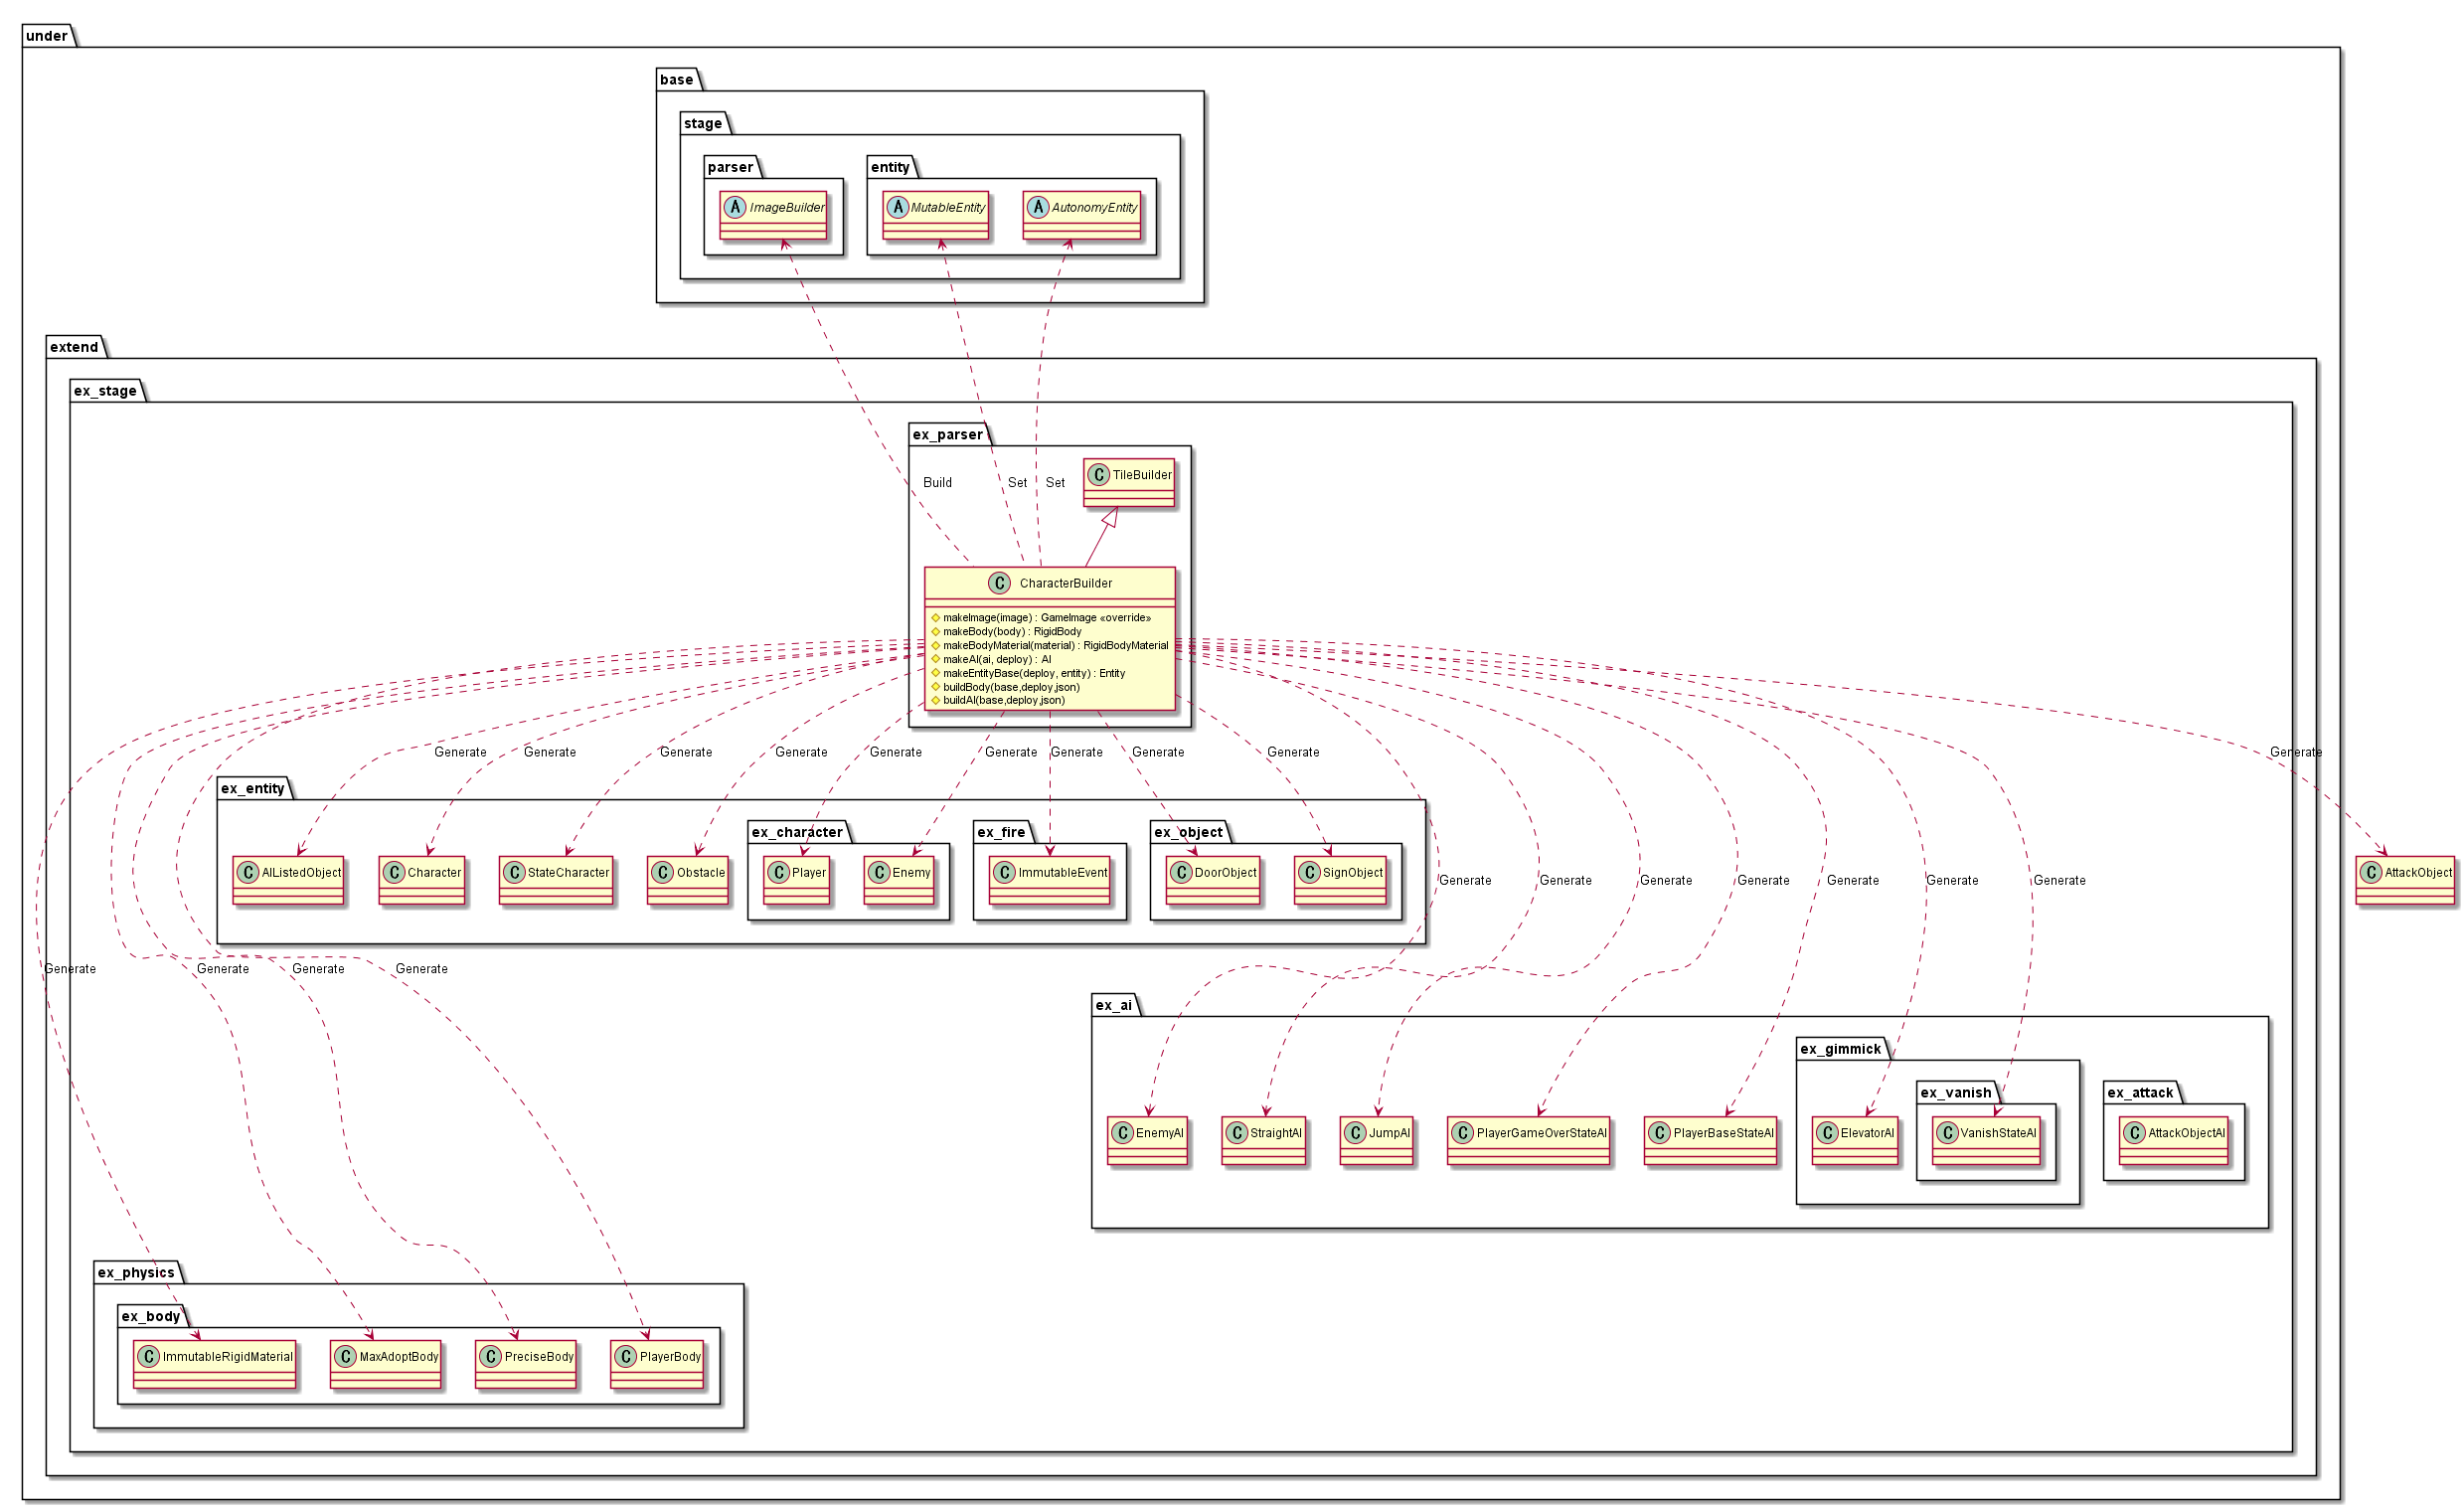 under
base
stage
parser
entity
A ImageBuilder
A MutableEntity
A AutonomyEntity
extend
ex_stage
ex_parser
C TileBuilder
Build
Set
Set
C CharacterBuilder
makeImage(image) : GameImage «override»
makeBody(body) : RigidBody
makeBodyMaterial(material) : RigidBodyMaterial
makeAI(ai, deploy) : AI
makeEntityBase(deploy, entity) : Entity
buildBody(base,deploy,json)
buildAI(base,deploy,json)
Generate
Generate
Generate
Generate
Generate
Generate
Generate
Generate
Generate
Generate
ex_entity
ex_character
ex_fire
ex_object
C AIListedObject
C Character
C StateCharacter
C Obstacle
C Player
C Enemy
C ImmutableEvent
C DoorObject
C SignObject
Generate
Generate
Generate
Generate
Generate
Generate
Generate
C AttackObject
Generate
Generate
Generate
Generate
ex_ai
ex_gimmick
ex_vanish
ex_attack
C EnemyAI
C StraightAI
C JumpAI
C PlayerGameOverStateAI
C PlayerBaseStateAI
C ElevatorAI
C VanishStateAI
C AttackObjectAI
ex_physics
ex_body
C ImmutableRigidMaterial
C MaxAdoptBody
C PreciseBody
C PlayerBody